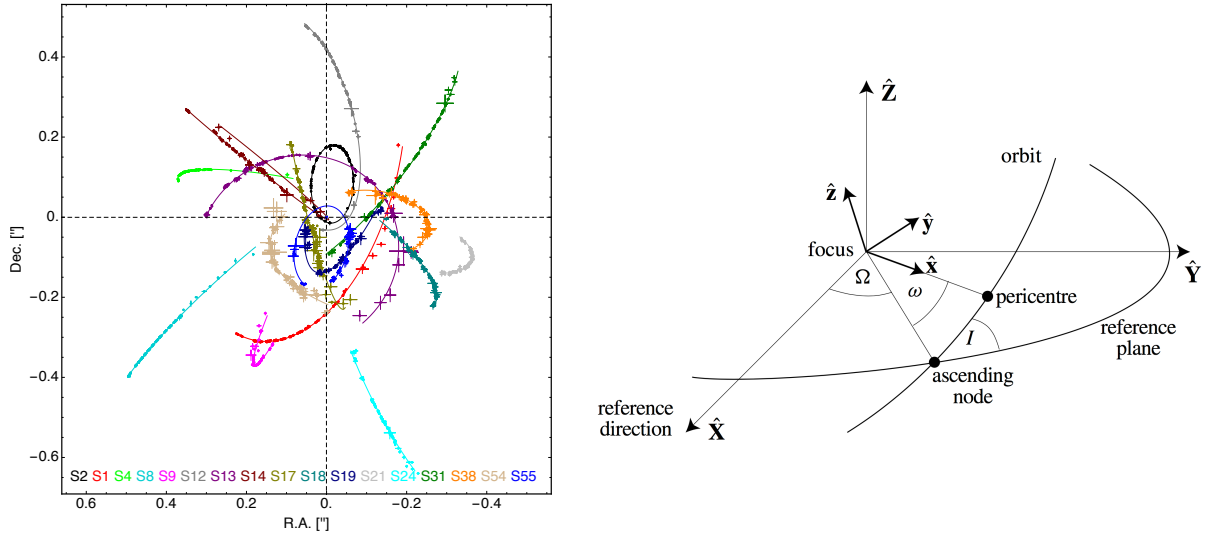 0.4
0.2
0.
-0.2
-0.4
-0.6
Dec. ["]
S2 S1 S4 S8 S9 S12 S13 S14 S17 S18 S19 S21 S24 S31 S38 S54 S55
0.6 0.4 0.2 0. -0.2 -0.4
R.A. ["]
Ẑ
orbit
ẑ
ŷ
focus
x̂
Ŷ
Ω
ω
pericentre
I
reference
plane
ascending
node
reference
direction
X̂